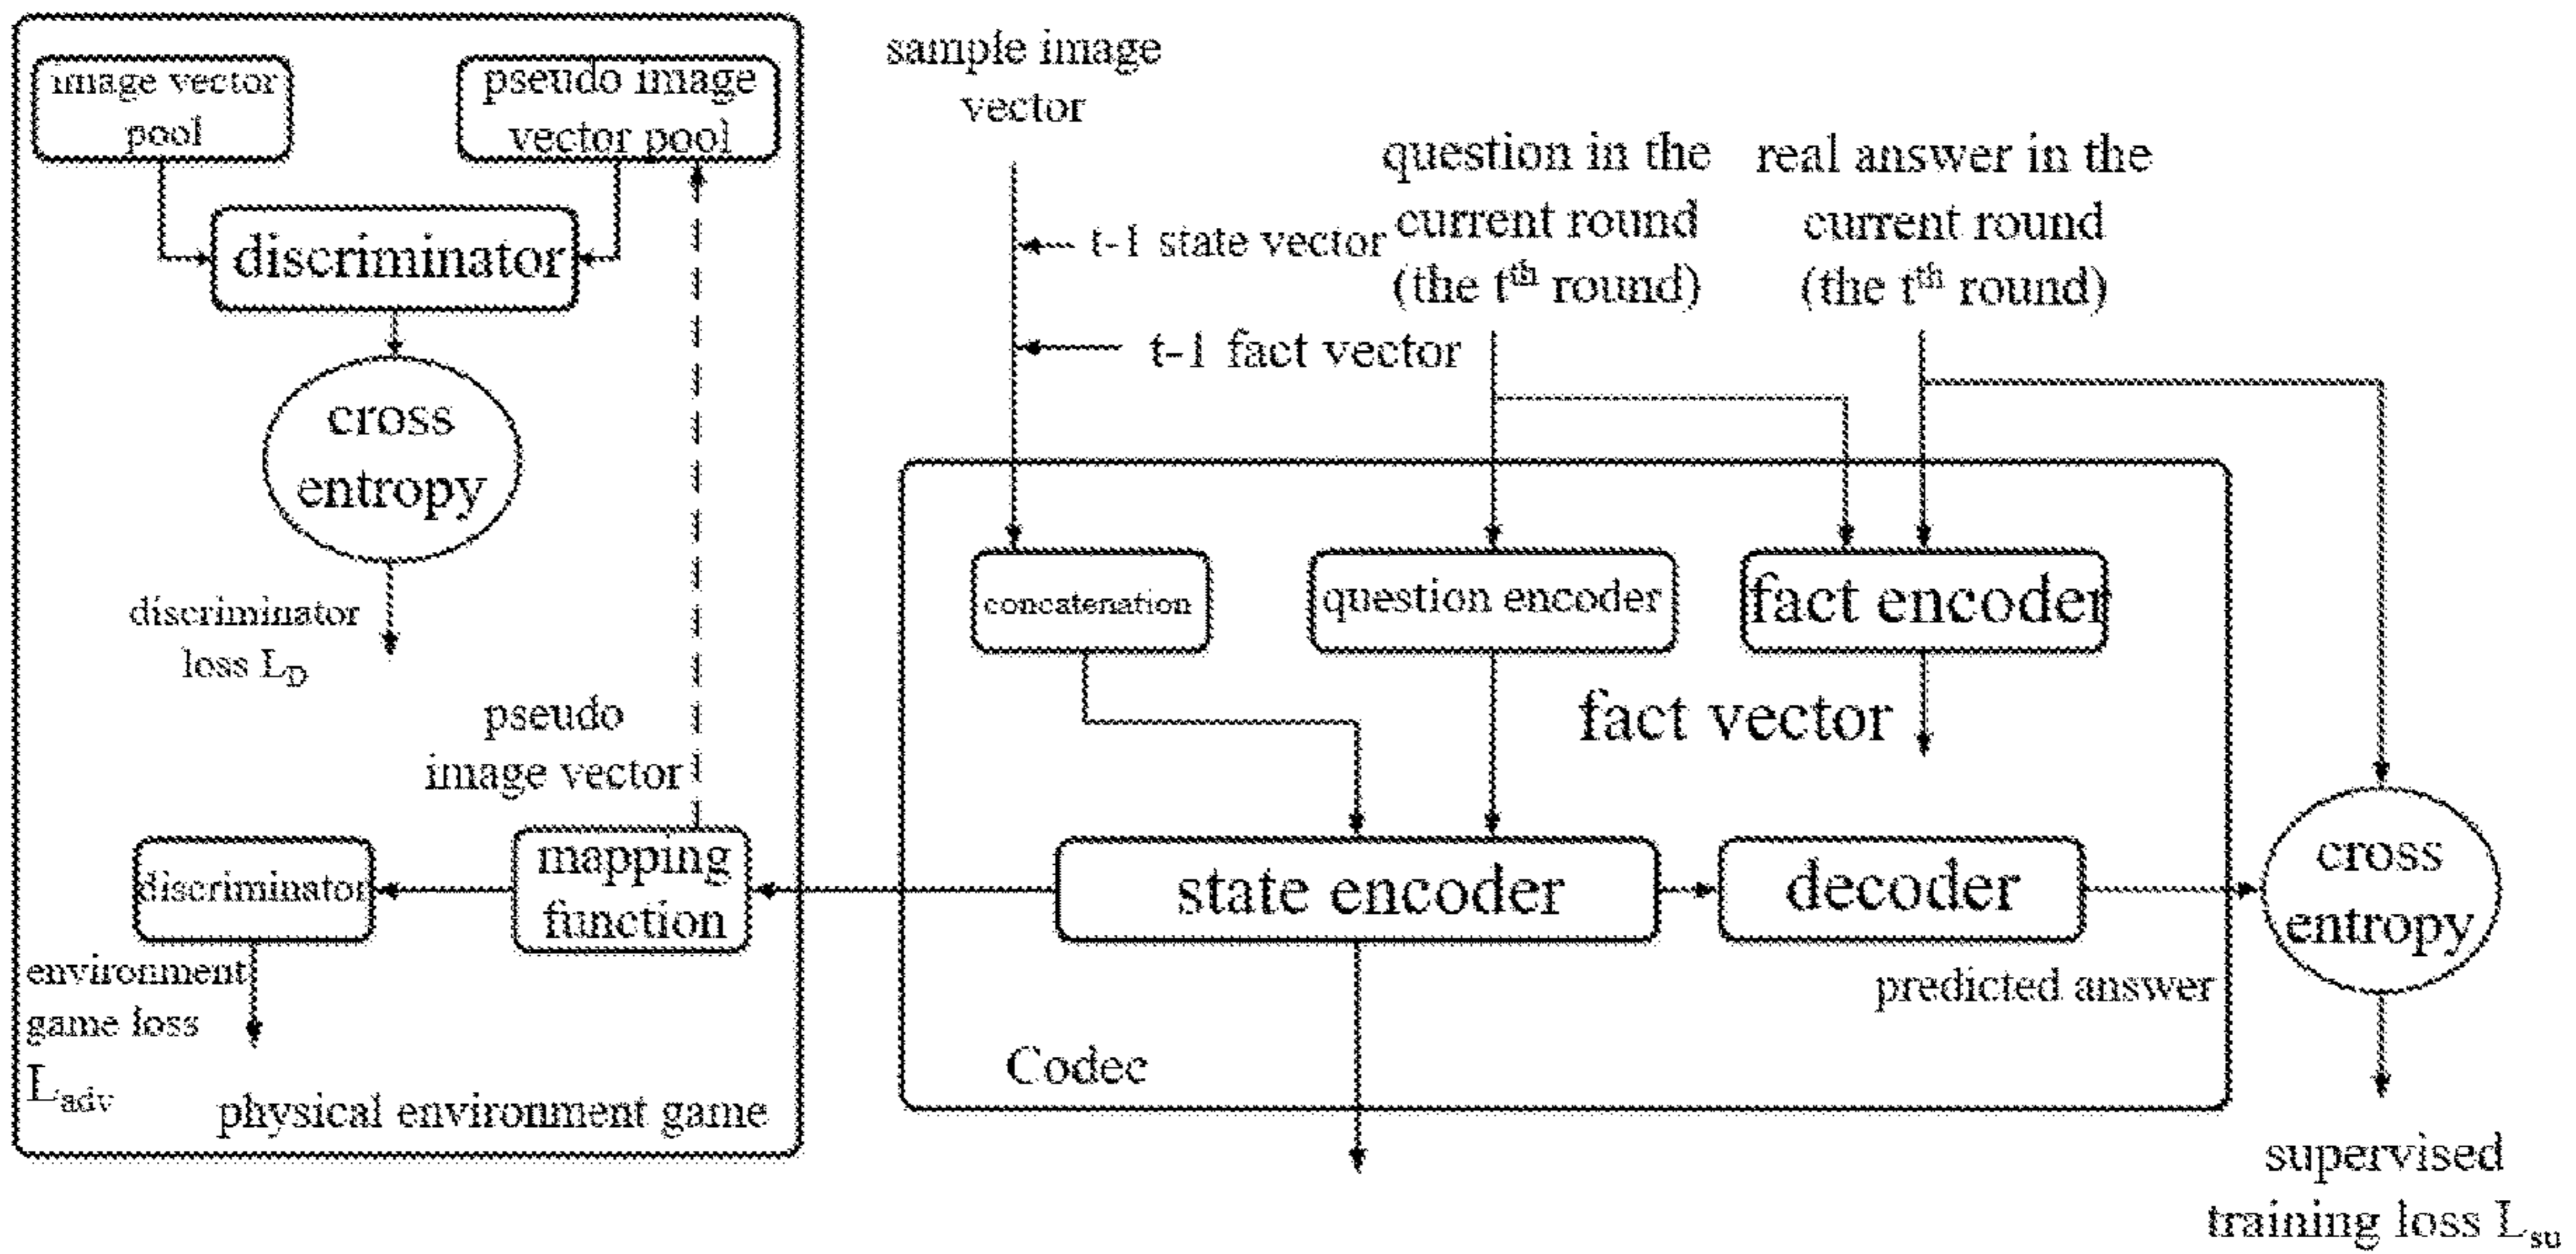 image vector
pool
pseudo image
vector pool
discriminator
cross
entropy
discriminator
loss L_D
pseudo
image vector
mapping
function
discriminator
environment
game loss
L_adv
physical environment game
sample image
vector
t-1 state vector
t-1 fact vector
question in the
current round
(the t^th round)
real answer in the
current round
(the t^th round)
concatenation
question encoder
fact encoder
fact vector
state encoder
decoder
predicted answer
Codec
cross
entropy
supervised
training loss L_su